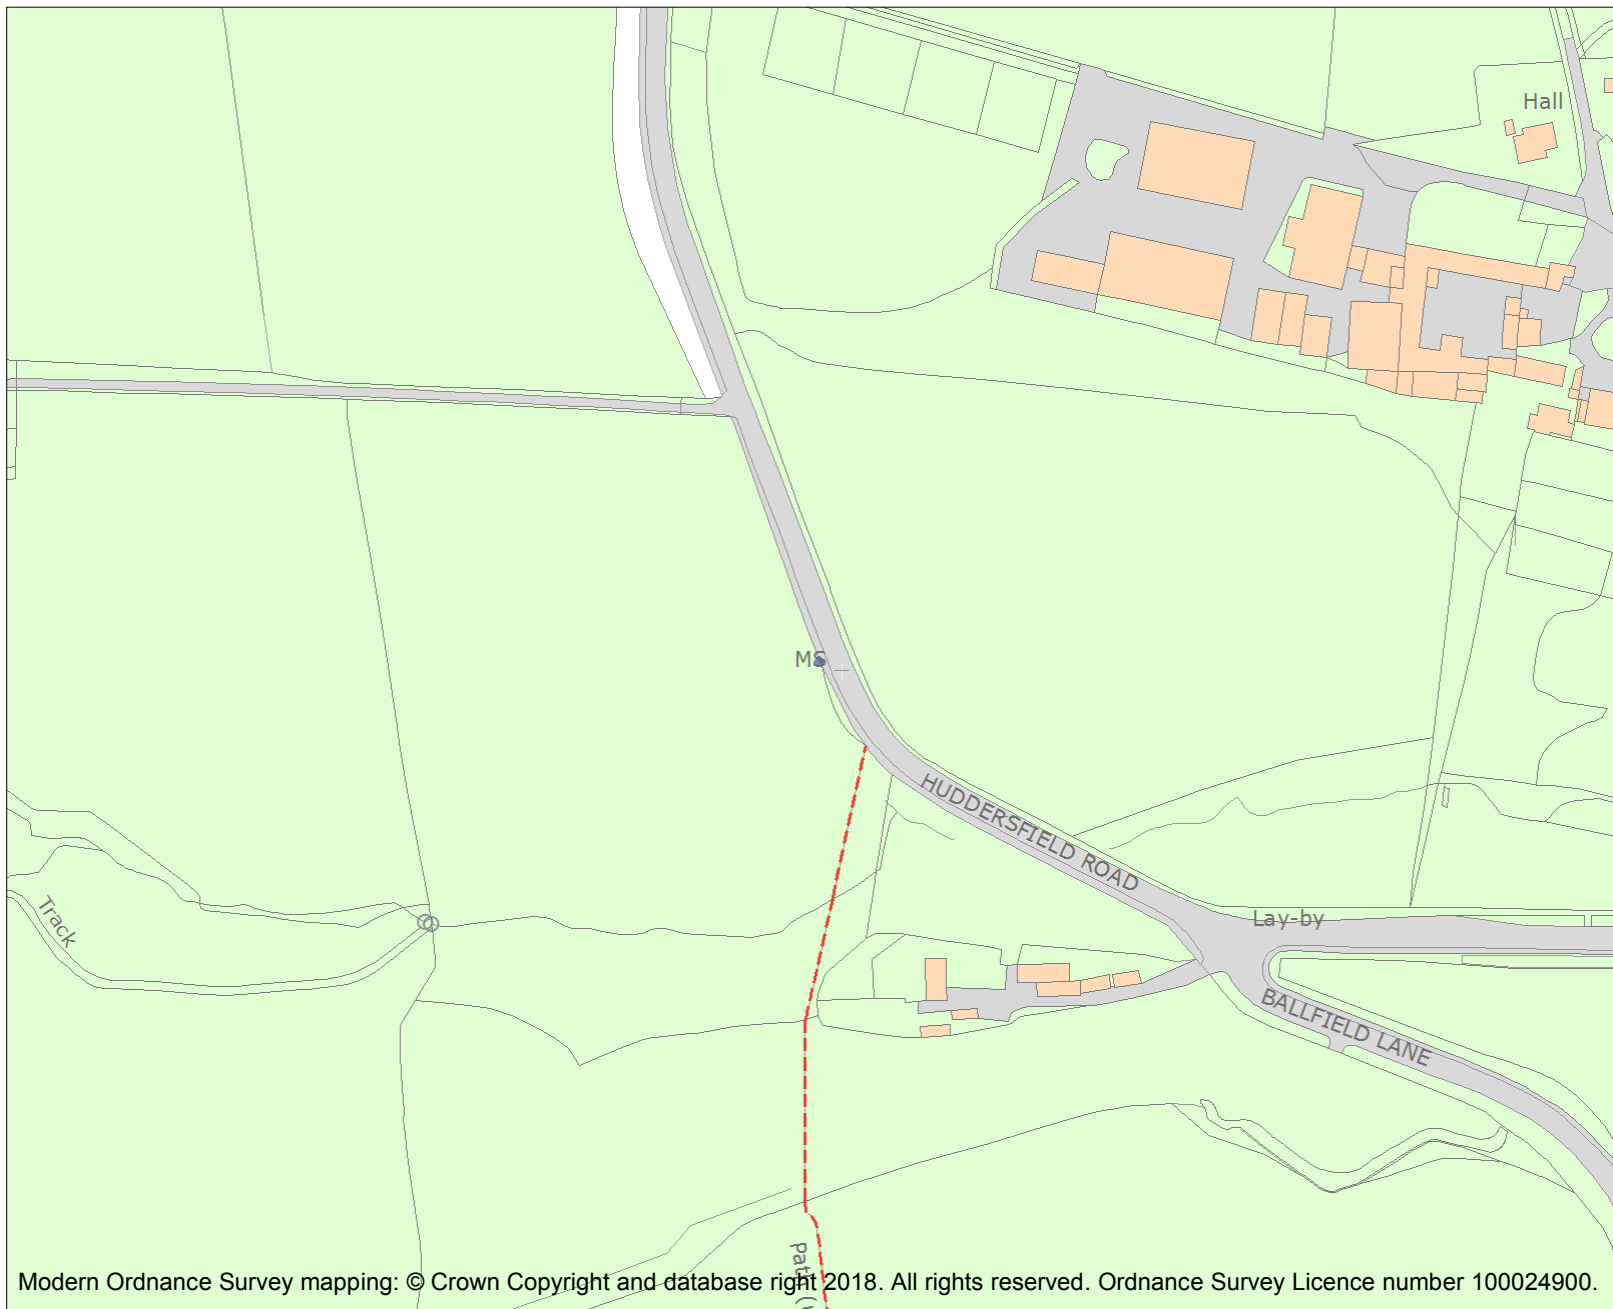 Hall
MS
HUDDERSFIELD ROAD
Track
Lay-by
BALLFIELD LANE
Path (
Modern Ordnance Survey mapping: © Crown Copyright and database right 2018. All rights reserved. Ordnance Survey Licence number 100024900.